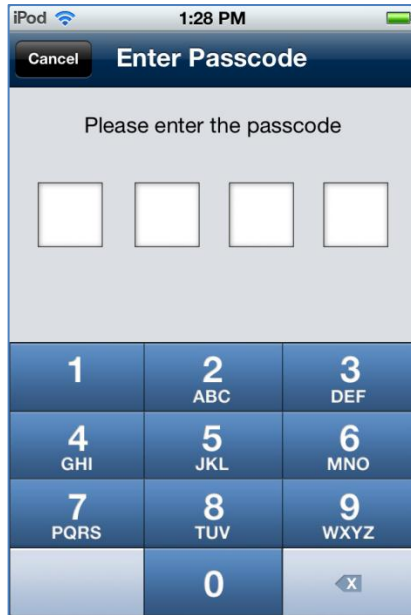 iPod 1:28 PM
Cancel Enter Passcode
Please enter the passcode
1 2 3
ABC DEF
4 5 6
GHI JKL MNO
7 8 9
PQRS TUV WXYZ
0 X